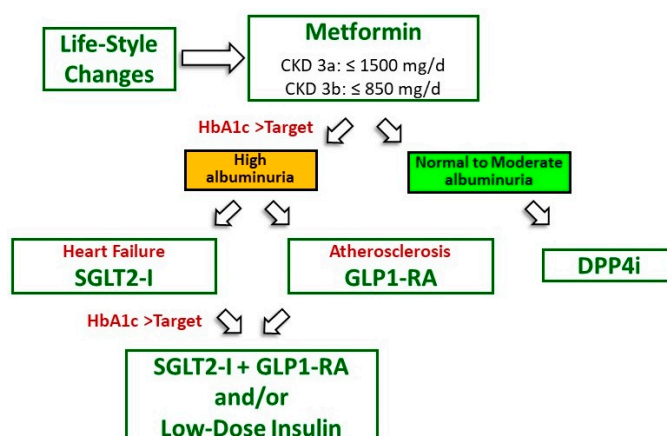 Life-Style
Changes
Metformin
CKD 3a: ≤ 1500 mg/d
CKD 3b: ≤ 850 mg/d
HbA1c >Target
High
albuminuria
Normal to Moderate
albuminuria
Heart Failure
SGLT2-I
Atherosclerosis
GLP1-RA
DPP4i
HbA1c >Target
SGLT2-I + GLP1-RA
and/or
Low-Dose Insulin